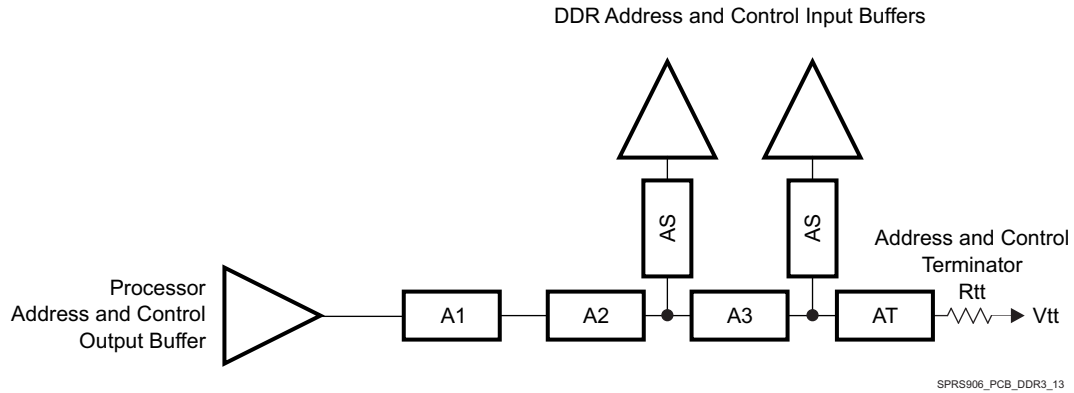 DDR Address and Control Input Buffers
AS
AS
Address and Control
Terminator
Rtt
Processor
Address and Control
Output Buffer
A1
A2
A3
AT
Vtt
SPRS906_PCB_DDR3_13